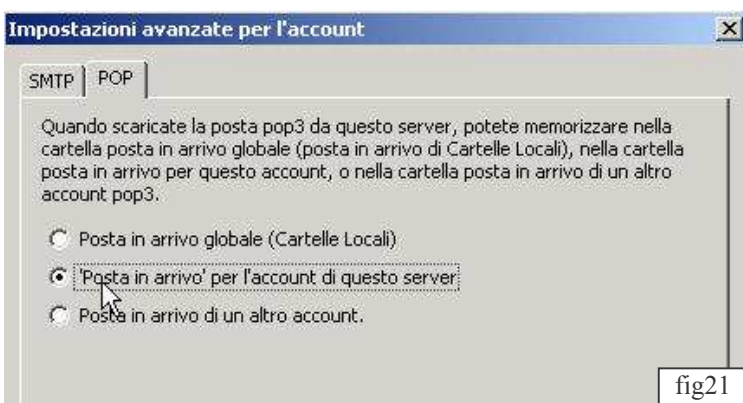 Impostazioni avanzate per l'account
SMTP POP
Quando scaricate la posta pop3 da questo server, potete memorizzare nella
cartella posta in arrivo globale (posta in arrivo di Cartelle Locali), nella cartella
posta in arrivo per questo account, o nella cartella posta in arrivo di un altro
account pop3.
Posta in arrivo globale (Cartelle Locali)
'Posta in arrivo' per l'account di questo server
Posta in arrivo di un altro account.
fig21